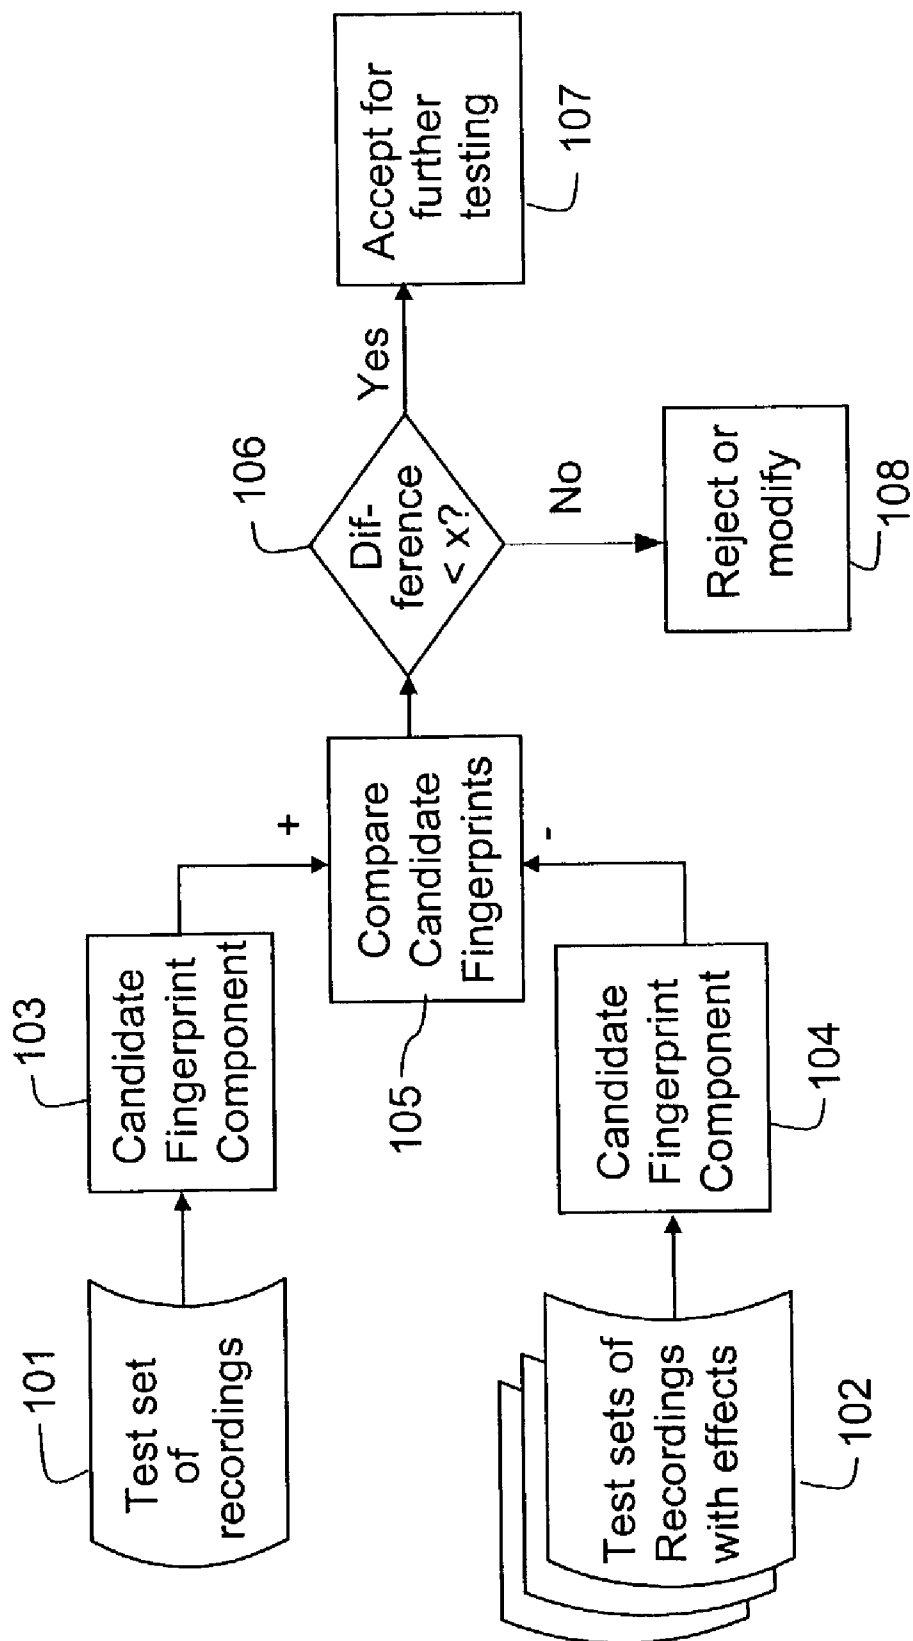 101
Test set
of
recordings
103
Candidate
Fingerprint
Component
+
105
Compare
Candidate
Fingerprints
-
106
Dif-
ference
< x?
Yes
Accept for
further
testing
107
No
Reject or
modify
108
Test sets of
Recordings
with effects
102
Candidate
Fingerprint
Component
104